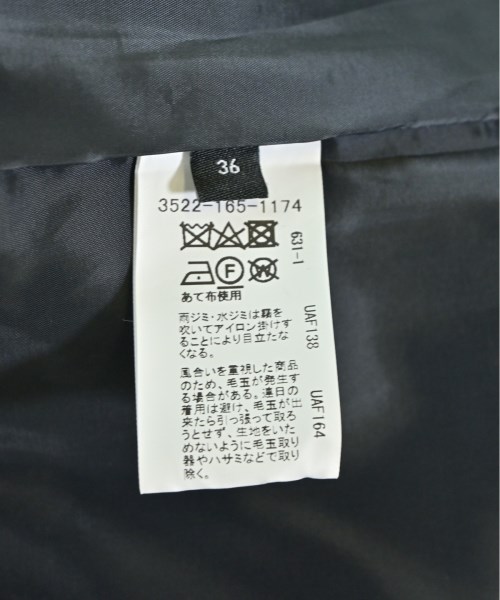 36
3522-165-1174
F
W
あて布使用
雨ジミ・水ジミは霧を
吹いてアイロン掛けす
ることにより目立たな
くなる。
風合いを重視した商品
のため、毛玉が発生す
る場合がある。連日の
着用は避け、毛玉が出
来たら引っ張って取ろ
うとせず、生地をいた
めないように毛玉取り
器やハサミなどで取り
除く。
631-1
UAF138
UAF164